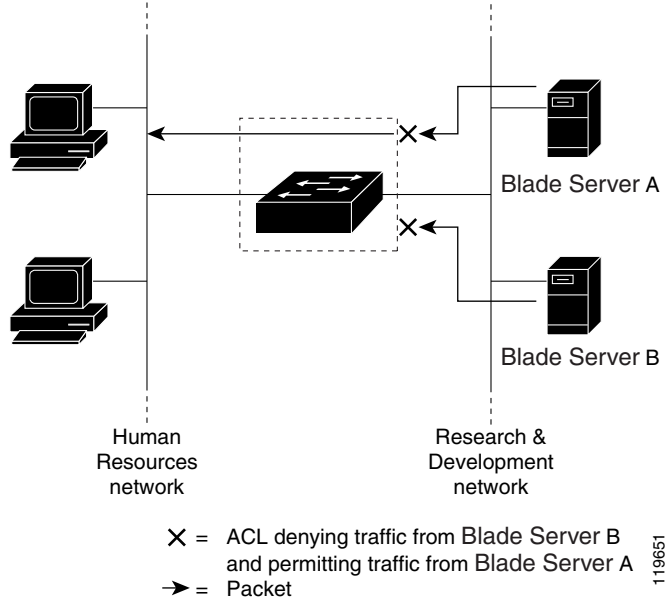 Blade Server A
Blade Server B
Human
Resources
network
Research &
Development
network
X = ACL denying traffic from Blade Server B
and permitting traffic from Blade Server A
= Packet
119651